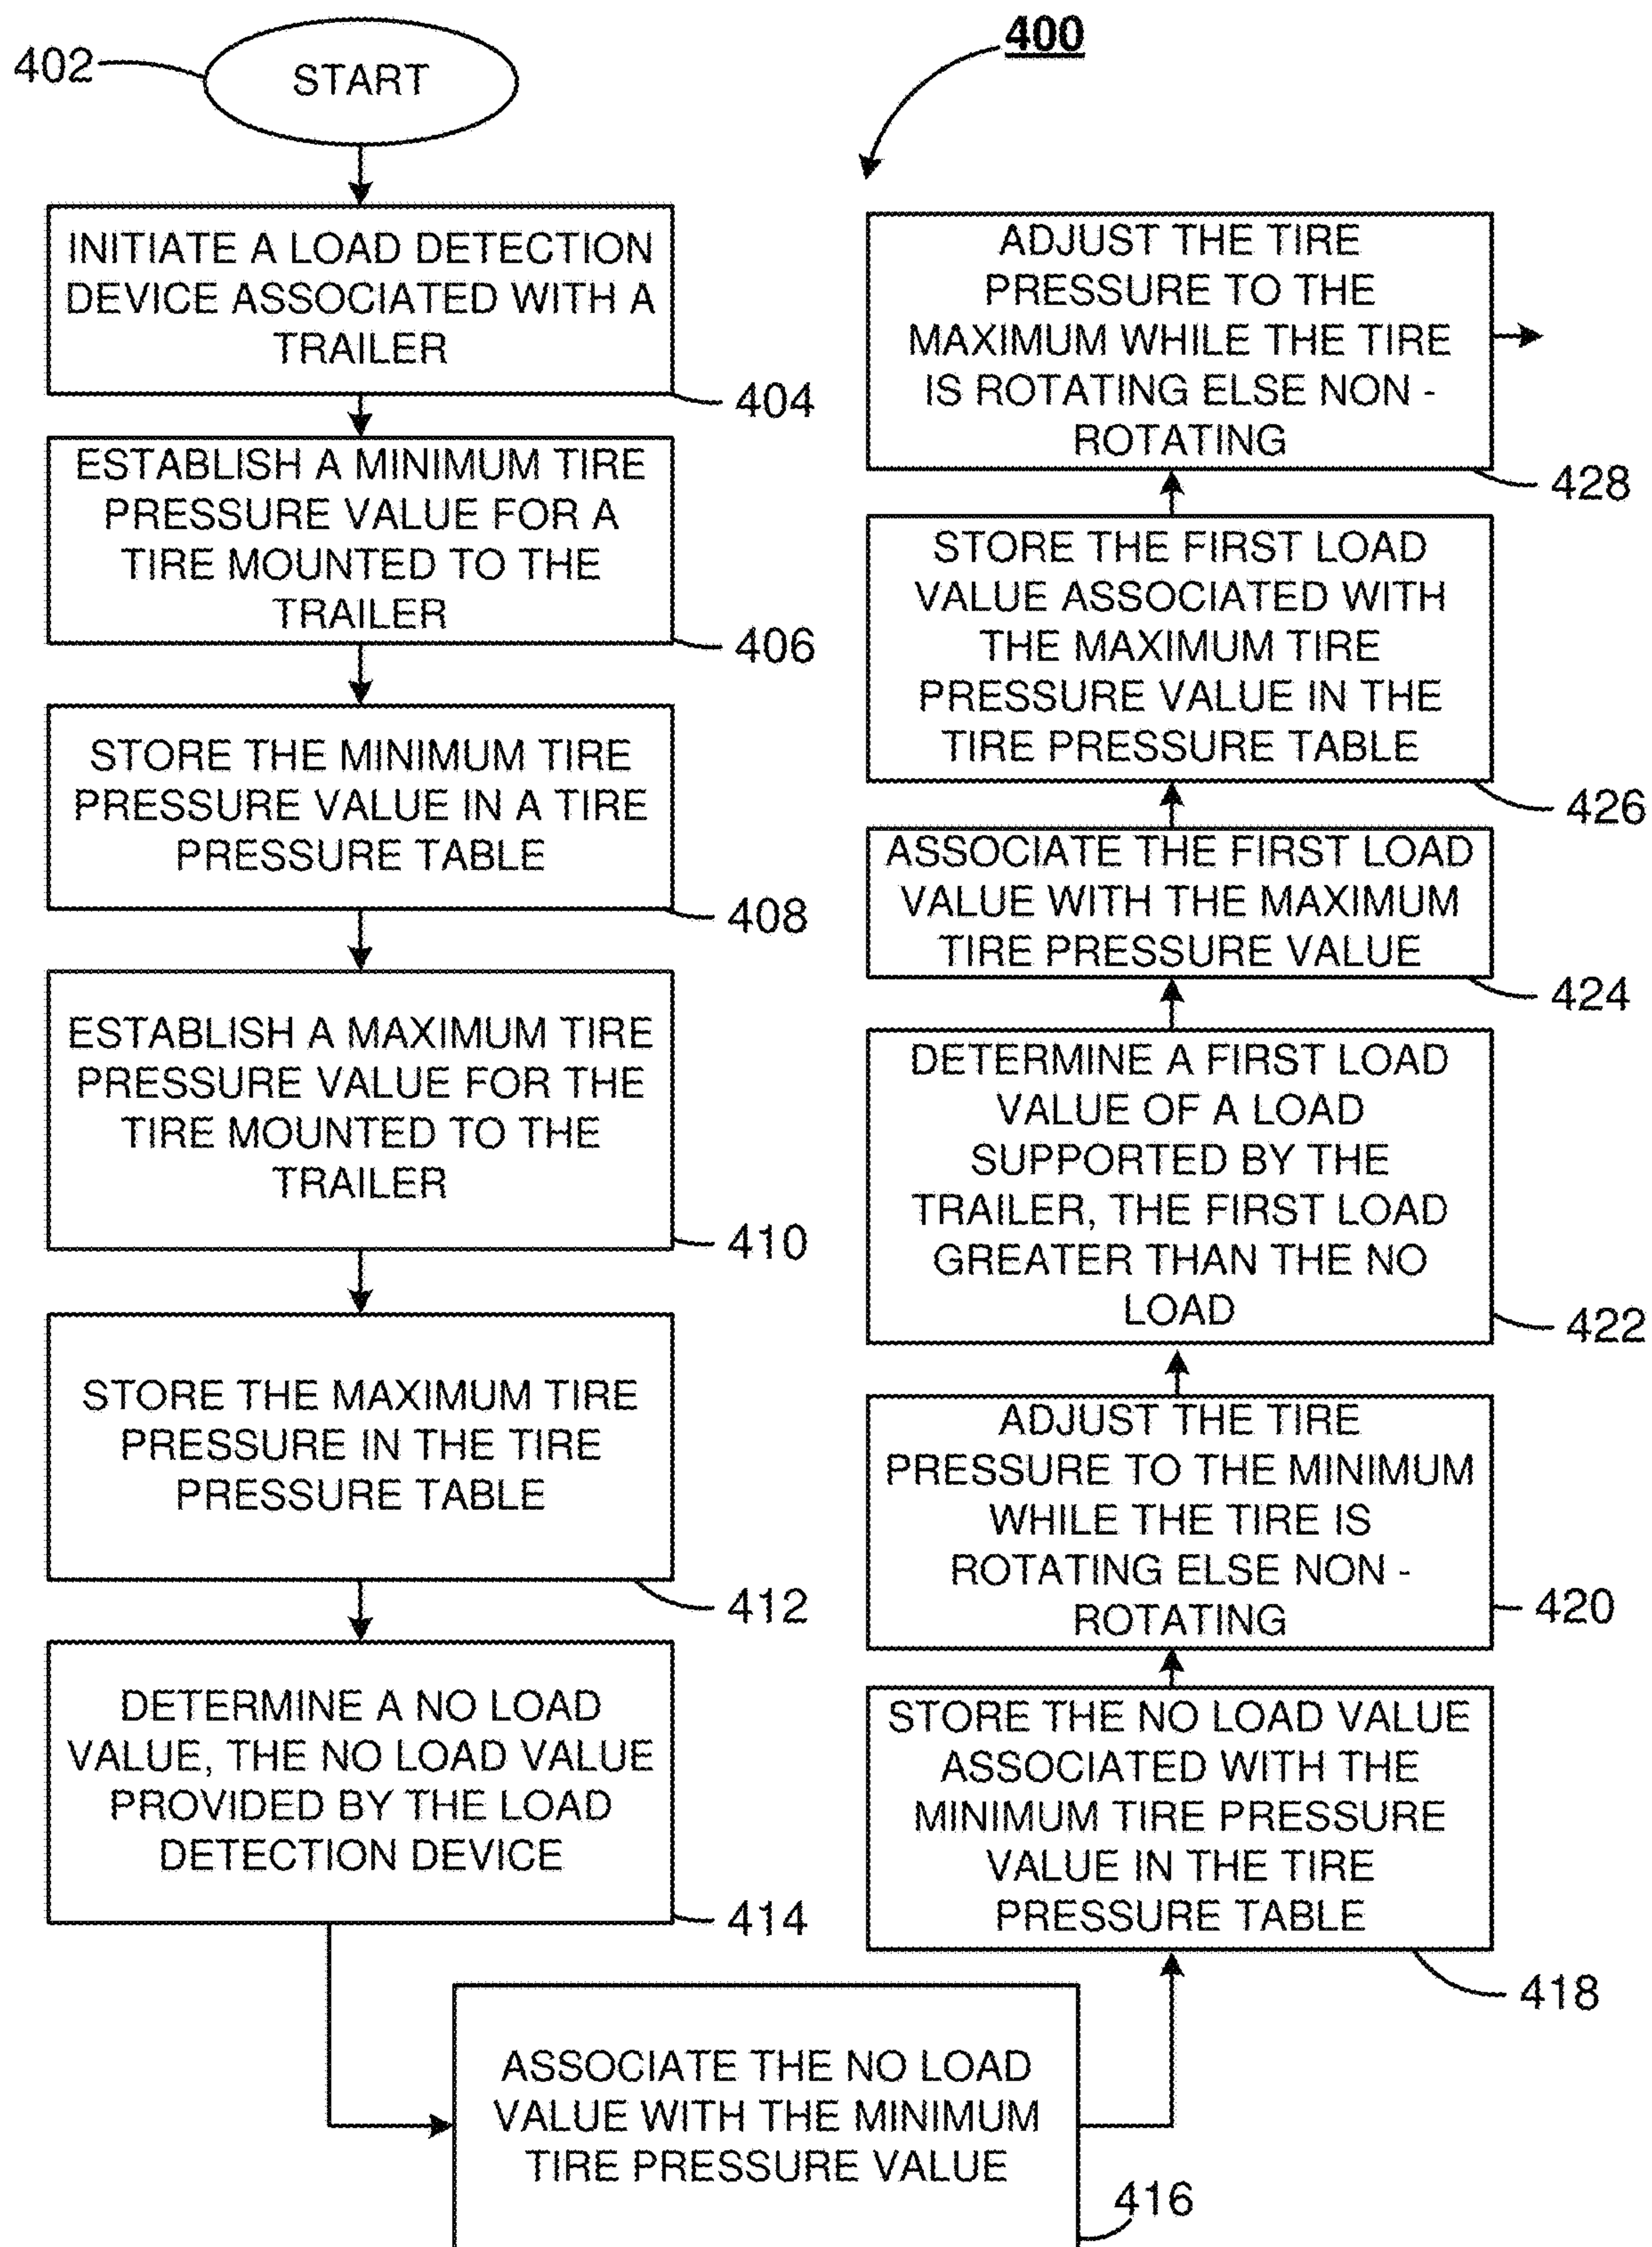 400
402
START
INITIATE A LOAD DETECTION
DEVICE ASSOCIATED WITH A
TRAILER
404
ESTABLISH A MINIMUM TIRE
PRESSURE VALUE FOR A
TIRE MOUNTED TO THE
TRAILER
406
STORE THE MINIMUM TIRE
PRESSURE VALUE IN A TIRE
PRESSURE TABLE
408
ESTABLISH A MAXIMUM TIRE
PRESSURE VALUE FOR THE
TIRE MOUNTED TO THE
TRAILER
410
STORE THE MAXIMUM TIRE
PRESSURE IN THE TIRE
PRESSURE TABLE
412
DETERMINE A NO LOAD
VALUE, THE NO LOAD VALUE
PROVIDED BY THE LOAD
DETECTION DEVICE
414
ASSOCIATE THE NO LOAD
VALUE WITH THE MINIMUM
TIRE PRESSURE VALUE
416
STORE THE NO LOAD VALUE
ASSOCIATED WITH THE
MINIMUM TIRE PRESSURE
VALUE IN THE TIRE
PRESSURE TABLE
418
ADJUST THE TIRE
PRESSURE TO THE MINIMUM
WHILE THE TIRE IS
ROTATING ELSE NON -
ROTATING
420
DETERMINE A FIRST LOAD
VALUE OF A LOAD
SUPPORTED BY THE
TRAILER, THE FIRST LOAD
GREATER THAN THE NO
LOAD
422
ASSOCIATE THE FIRST LOAD
VALUE WITH THE MAXIMUM
TIRE PRESSURE VALUE
424
STORE THE FIRST LOAD
VALUE ASSOCIATED WITH
THE MAXIMUM TIRE
PRESSURE VALUE IN THE
TIRE PRESSURE TABLE
426
ADJUST THE TIRE
PRESSURE TO THE
MAXIMUM WHILE THE TIRE
IS ROTATING ELSE NON -
ROTATING
428